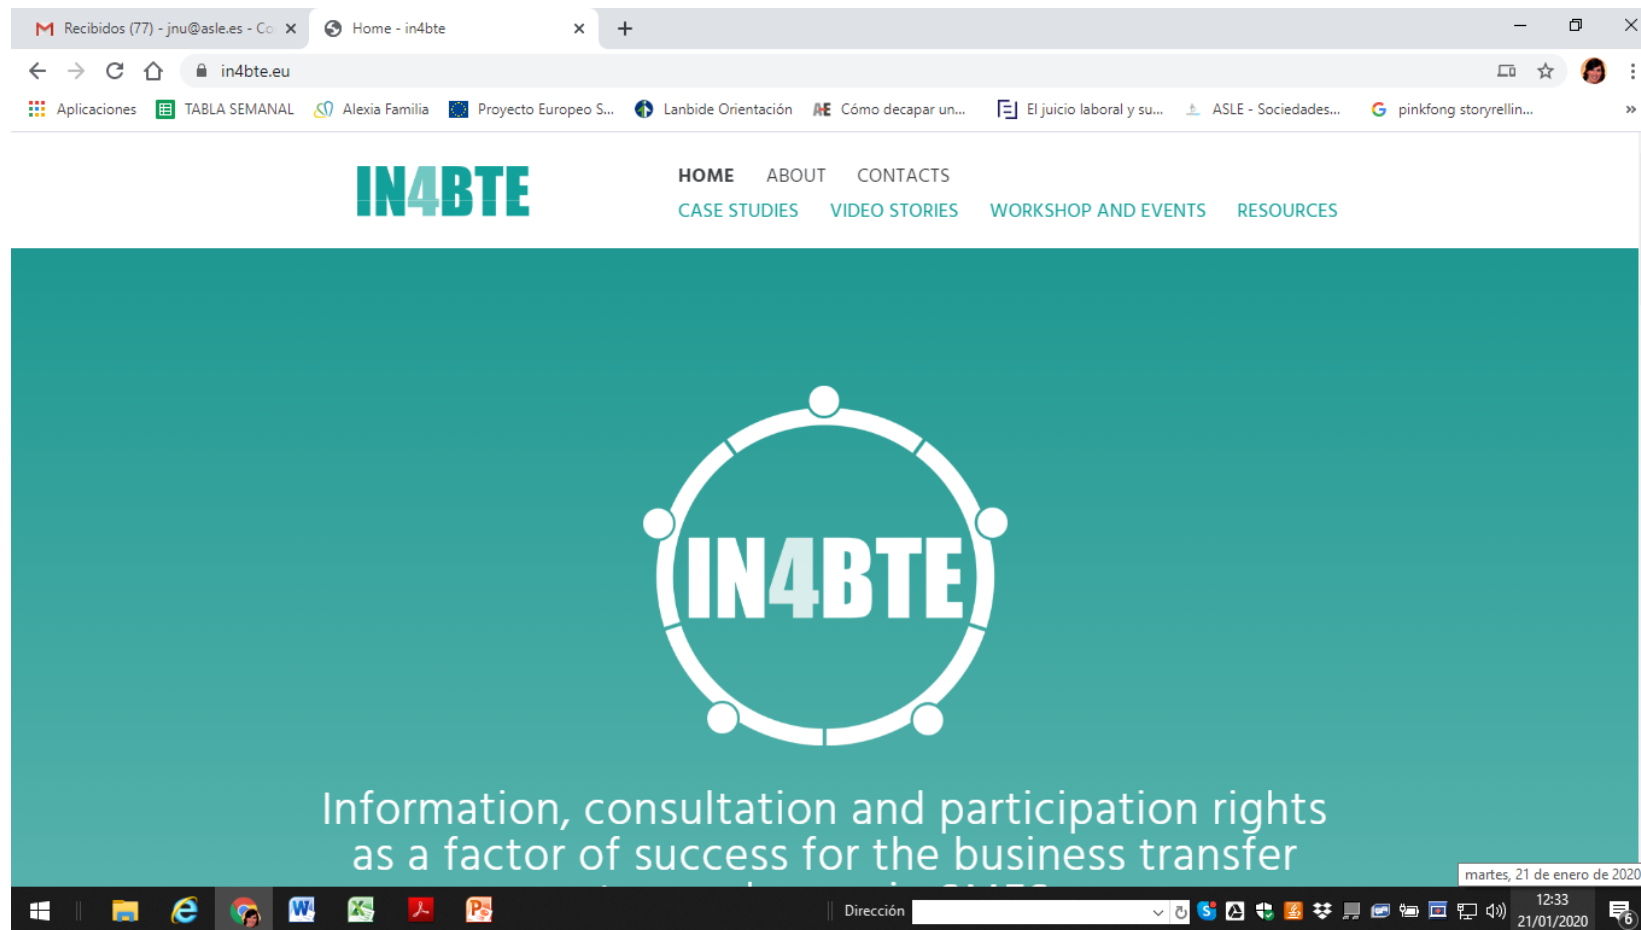 Recibidos (77) - jnu@asle.es - Co
Home - in4bte
in4bte.eu
Aplicaciones TABLA SEMANAL Alexia Familia Proyecto Europeo S... Lanbide Orientación Cómo decapar un... El juicio laboral y su... ASLE - Sociedades... pinkfong storyrellin... »
IN4BTE
HOME ABOUT CONTACTS
CASE STUDIES VIDEO STORIES WORKSHOP AND EVENTS RESOURCES
IN4BTE
Information, consultation and participation rights
as a factor of success for the business transfer
martes, 21 de enero de 2020
Dirección
12:33
21/01/2020
6